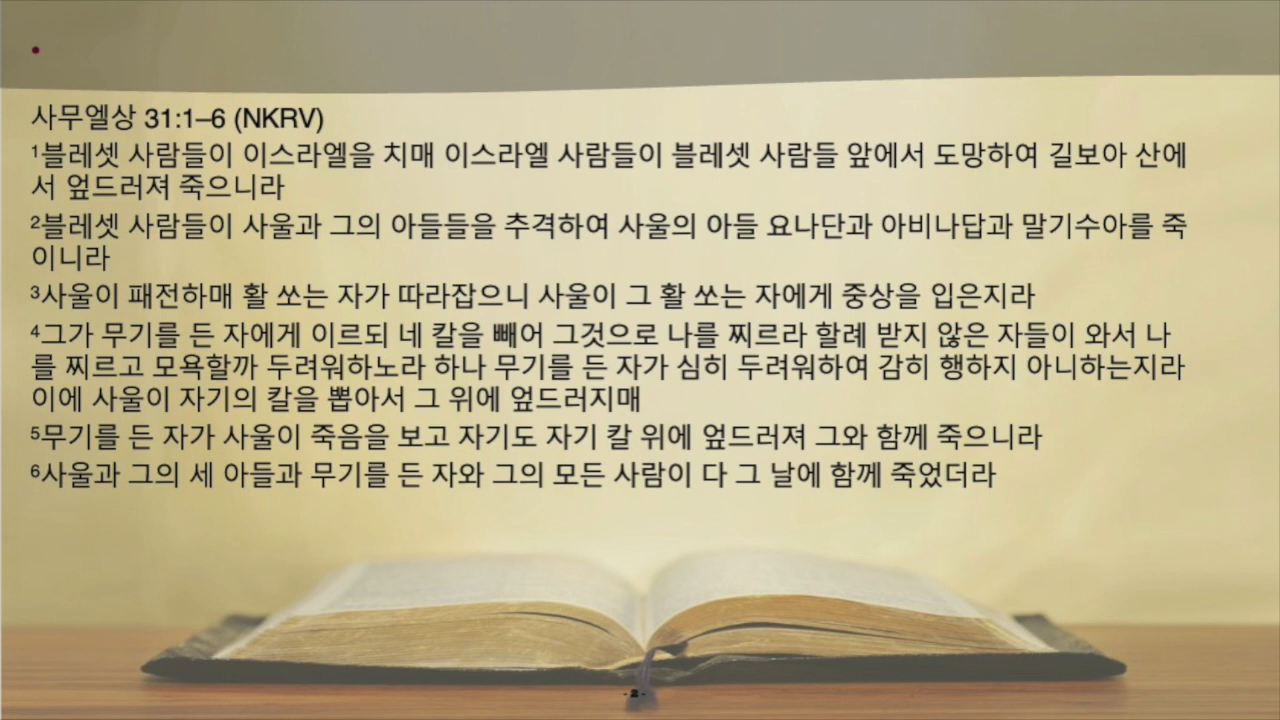 사무엘상 31:1–6 (NKRV)
¹블레셋 사람들이 이스라엘을 치매 이스라엘 사람들이 블레셋 사람들 앞에서 도망하여 길보아 산에
서 엎드러져 죽으니라
²블레셋 사람들이 사울과 그의 아들들을 추격하여 사울의 아들 요나단과 아비나답과 말기수아를 죽
이니라
³사울이 패전하매 활 쏘는 자가 따라잡으니 사울이 그 활 쏘는 자에게 중상을 입은지라
⁴그가 무기를 든 자에게 이르되 네 칼을 빼어 그것으로 나를 찌르라 할례 받지 않은 자들이 와서 나
를 찌르고 모욕할까 두려워하노라 하나 무기를 든 자가 심히 두려워하여 감히 행하지 아니하는지라
이에 사울이 자기의 칼을 뽑아서 그 위에 엎드러지매
⁵무기를 든 자가 사울이 죽음을 보고 자기도 자기 칼 위에 엎드러져 그와 함께 죽으니라
⁶사울과 그의 세 아들과 무기를 든 자와 그의 모든 사람이 다 그 날에 함께 죽었더라
- 2 -